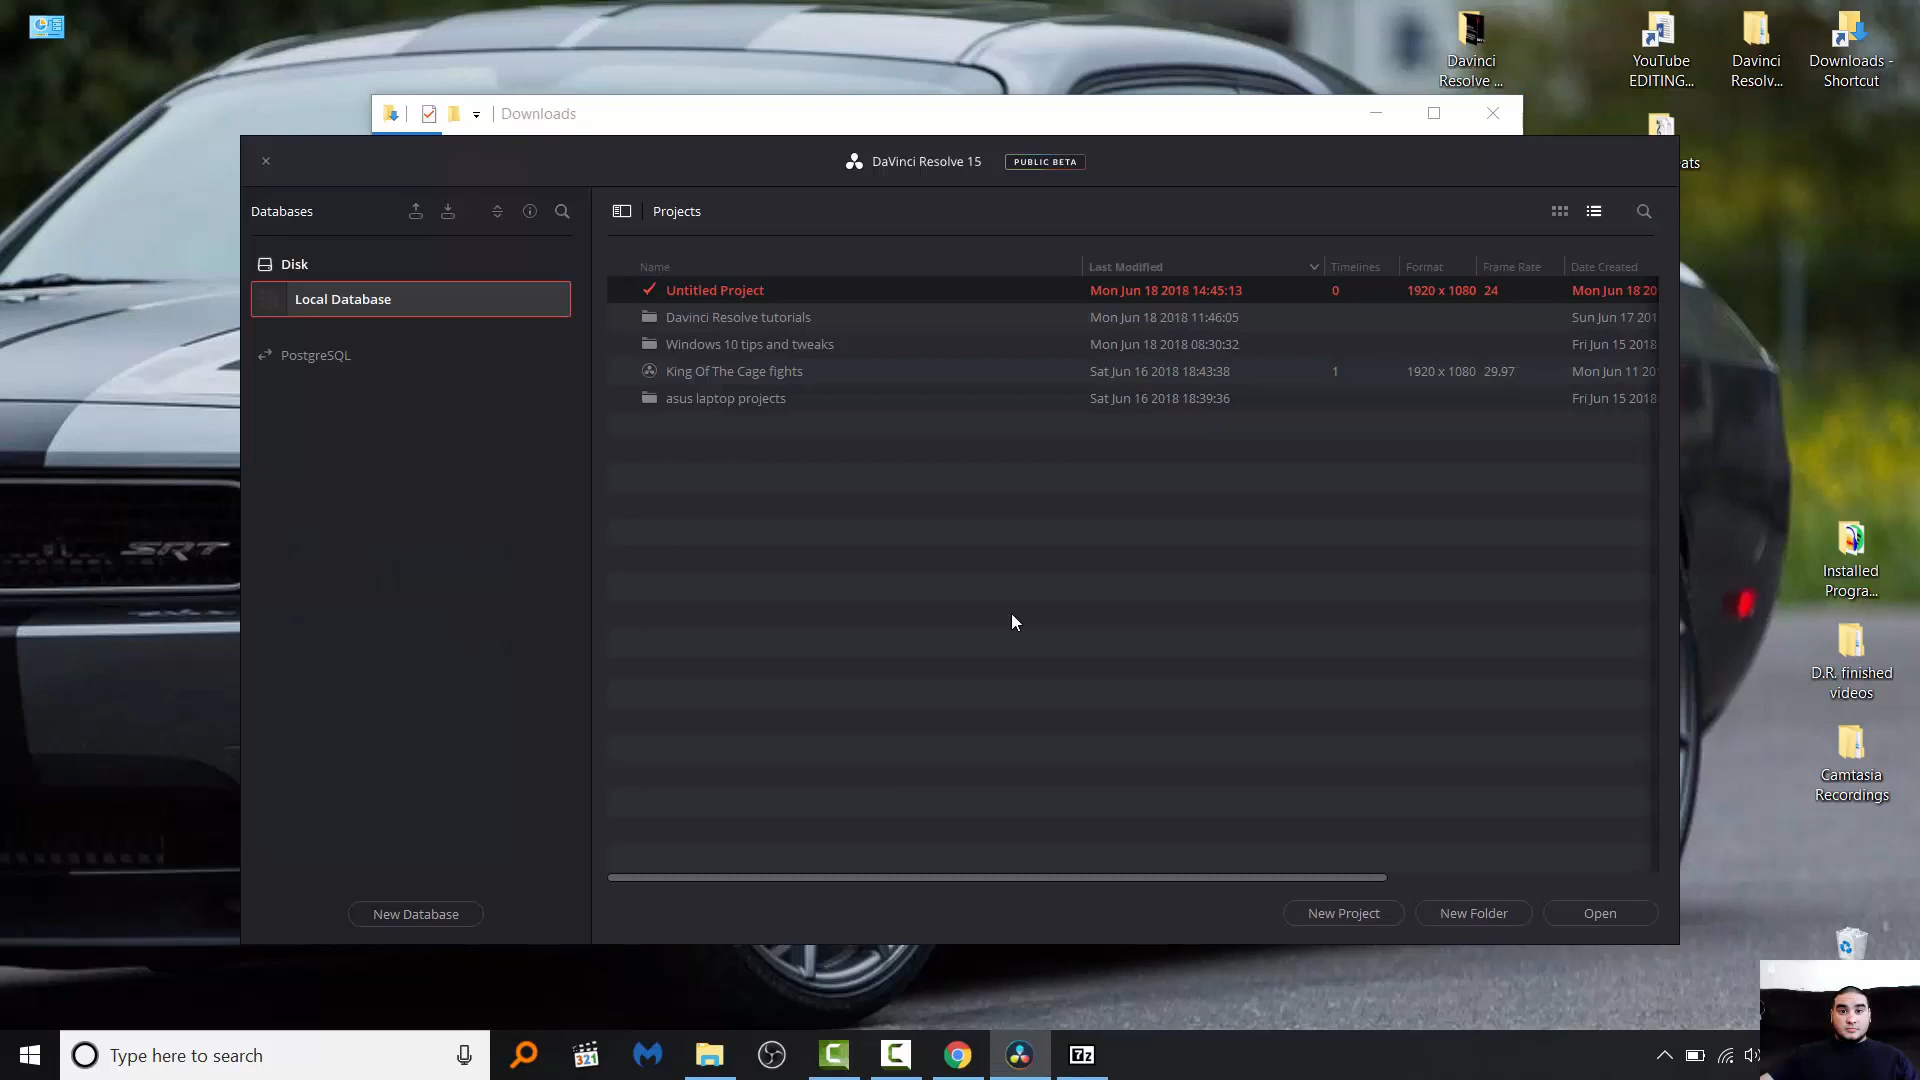 Davinci
Resolve ...
YouTube
EDITING...
Davinci
Resolv...
Downloads -
Shortcut
Downloads
ats
DaVinci Resolve 15
PUBLIC BETA
Databases
Projects
Disk
Local Database
PostgreSQL
Name Last Modified Timelines Format Frame Rate Date Created
Untitled Project Mon Jun 18 2018 14:45:13 0 1920 x 1080 24 Mon Jun 18 20
Davinci Resolve tutorials Mon Jun 18 2018 11:46:05 Sun Jun 17 201
Windows 10 tips and tweaks Mon Jun 18 2018 08:30:32 Fri Jun 15 2018
King Of The Cage fights Sat Jun 16 2018 18:43:38 1 1920 x 1080 29.97 Mon Jun 11 201
asus laptop projects Sat Jun 16 2018 18:39:36 Fri Jun 15 2018
SRT
Installed
Progra...
D.R. finished
videos
Camtasia
Recordings
New Database
New Project
New Folder
Open
Type here to search
321
7z